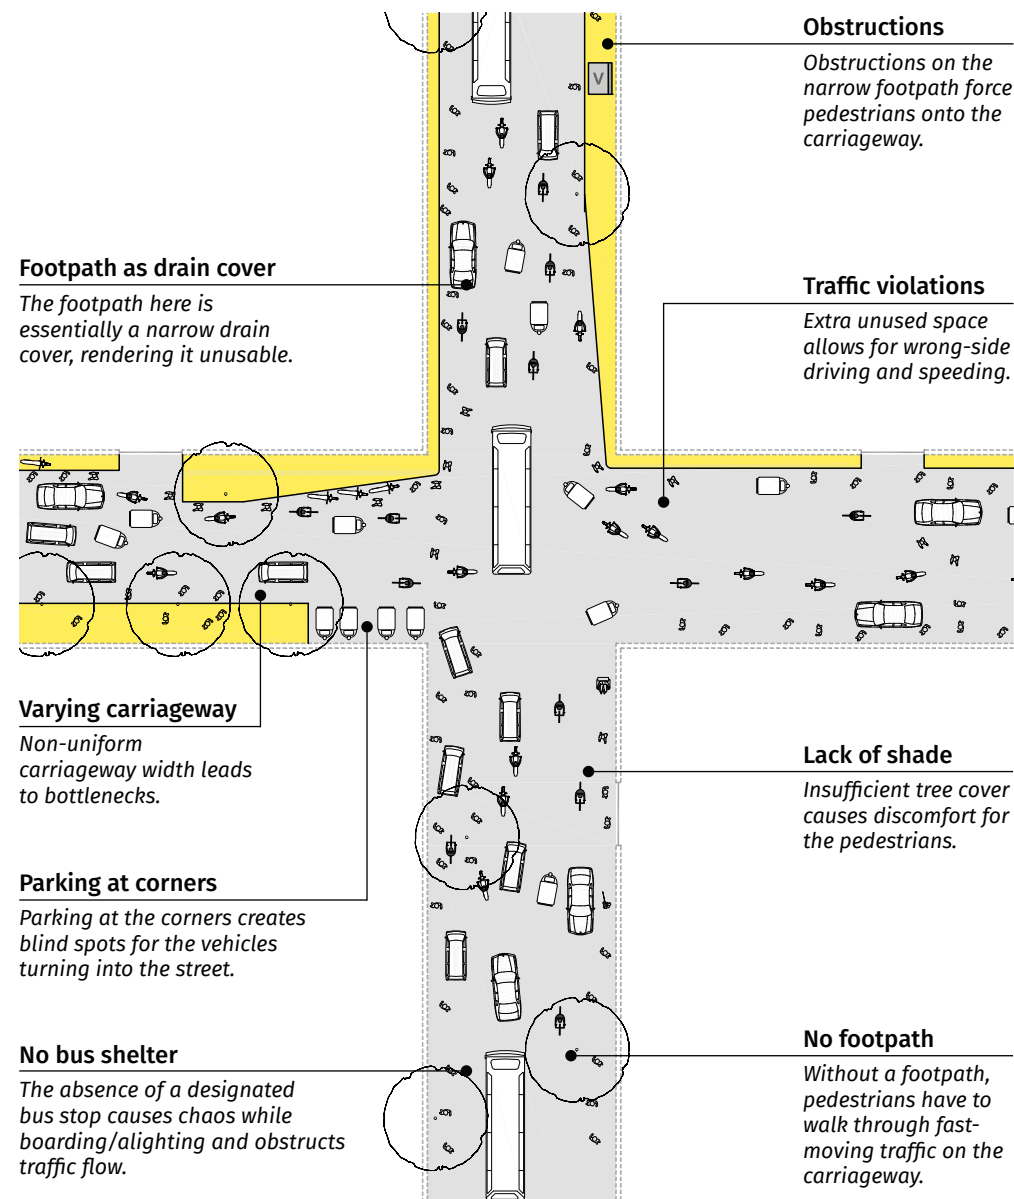 Obstructions
Obstructions on the
narrow footpath force
pedestrians onto the
carriageway.
V
Footpath as drain cover
The footpath here is
essentially a narrow drain
cover, rendering it unusable.
Traffic violations
Extra unused space
allows for wrong-side
driving and speeding.
Varying carriageway
Non-uniform
carriageway width leads
to bottlenecks.
Lack of shade
Insufficient tree cover
causes discomfort for
the pedestrians.
Parking at corners
Parking at the corners creates
blind spots for the vehicles
turning into the street.
No bus shelter
The absence of a designated
bus stop causes chaos while
boarding/alighting and obstructs
traffic flow.
No footpath
Without a footpath,
pedestrians have to
walk through fast-
moving traffic on the
carriageway.